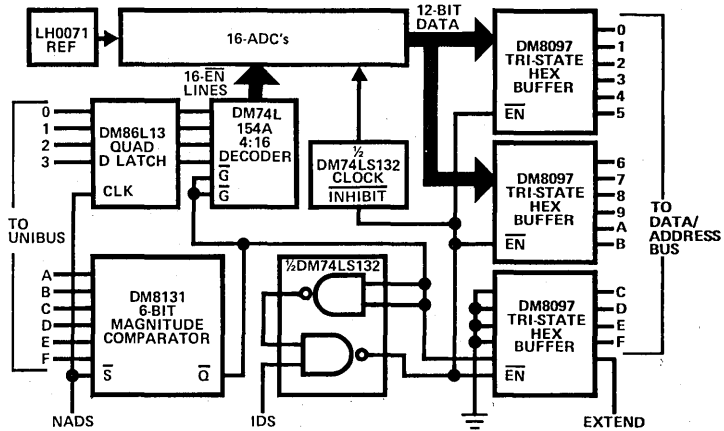 LH0071
REF
16-ADC's
12-BIT
DATA
DM8097
TRI-STATE
HEX
BUFFER
EN
0
1
2
3
4
5
16-EN
LINES
0
1
2
3
DM86L13
QUAD
D LATCH
CLK
DM74L
154A
4:16
DECODER
G
G
½
DM74LS132
CLOCK
INHIBIT
DM8097
TRI-STATE
HEX
BUFFER
EN
6
7
8
9
A
B
TO
UNIBUS
TO
DATA/
ADDRESS
BUS
A
B
C
D
E
F
DM8131
6-BIT
MAGNITUDE
COMPARATOR
S
Q
½DM74LS132
DM8097
TRI-STATE
HEX
BUFFER
EN
C
D
E
F
NADS
IDS
EXTEND